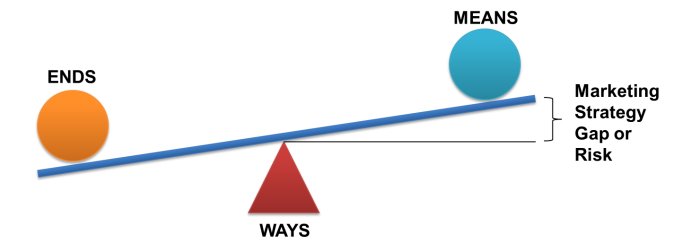 MEANS
ENDS
Marketing
Strategy
Gap or
Risk
WAYS